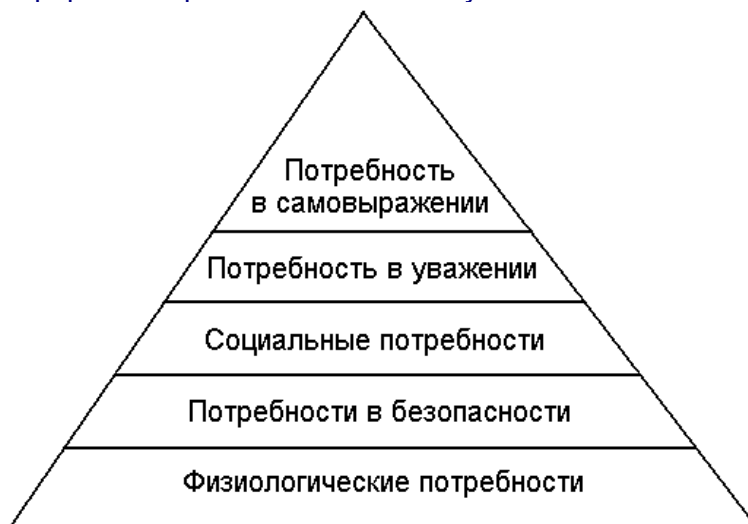 Потребность
в самовыражении
Потребность в уважении
Социальные потребности
Потребности в безопасности
Физиологические потребности